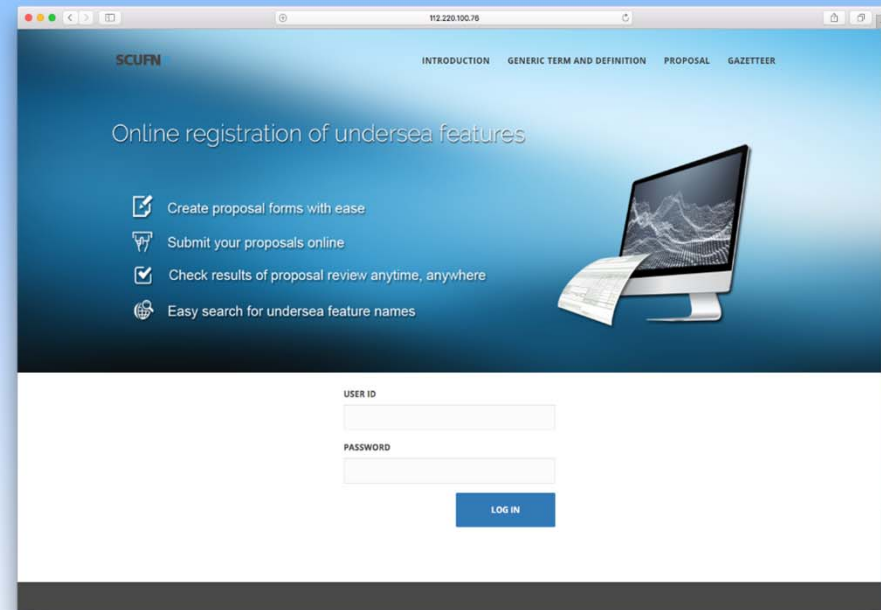 112.220.100.76
SCUFN
INTRODUCTION GENERIC TERM AND DEFINITION PROPOSAL GAZETTEER
Online registration of undersea features
Create proposal forms with ease
Submit your proposals online
Check results of proposal review anytime, anywhere
Easy search for undersea feature names
USER ID
PASSWORD
LOG IN